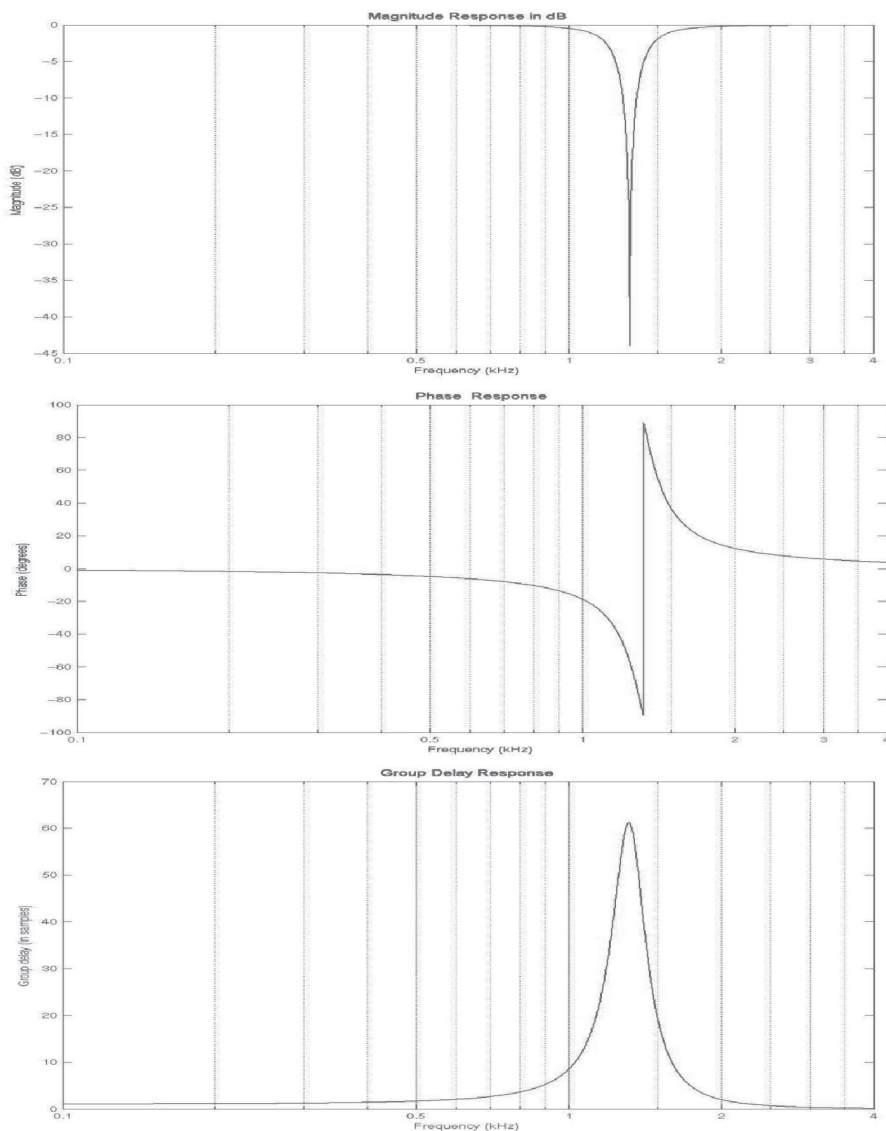 Magnitude Response in dB
0
−5
−10
−15
−20
−25
−30
−35
−40
−45
Magnitude (dB)
0.1 0.5 1 2 3 4
Frequency (kHz)
Phase Response
100
80
60
40
20
0
−20
−40
−60
−80
−100
Phase (degrees)
0.1 0.5 1 2 3 4
Frequency (kHz)
Group Delay Response
70
60
50
40
30
20
10
0
Group delay (in samples)
0.1 0.5 1 2 3 4
Frequency (kHz)